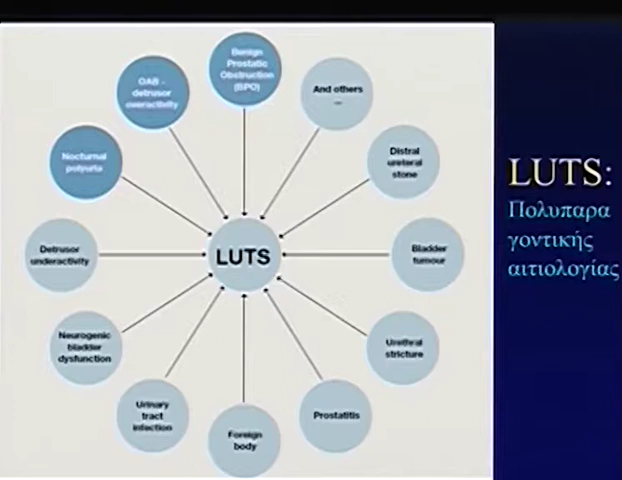 Benign
Prostatic
Obstruction
(BPO)
And others
...
Distral
ureteral
stone
Bladder
tumour
Urethral
stricture
Prostatitis
Foreign
body
Urinary
tract
infection
Neurogenic
bladder
dysfunction
Detrusor
underactivity
Nocturnal
polyuria
OAB -
detrusor
overactivity
LUTS
LUTS:
Πολυπαρα
γοντικής
αιτιολογίας